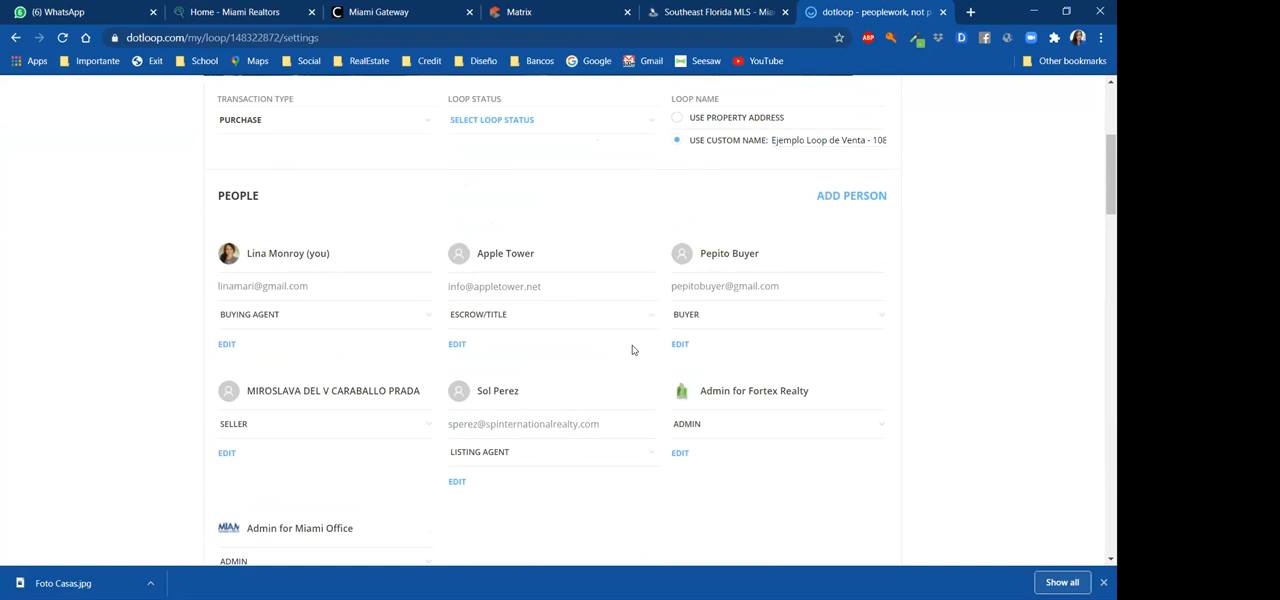 (6) WhatsApp
Home - Miami Realtors
Miami Gateway
Matrix
Southeast Florida MLS - Mia
dotloop - peoplework, not p
dotloop.com/my/loop/148322872/settings
Apps Importante Exit School Maps Social RealEstate Credit Diseño Bancos Google Gmail Seesaw YouTube Other bookmarks
TRANSACTION TYPE LOOP STATUS LOOP NAME
PURCHASE SELECT LOOP STATUS USE PROPERTY ADDRESS
USE CUSTOM NAME: Ejemplo Loop de Venta - 108
PEOPLE ADD PERSON
Lina Monroy (you) Apple Tower Pepito Buyer
linamari@gmail.com info@appletower.net pepitobuyer@gmail.com
BUYING AGENT ESCROW/TITLE BUYER
EDIT EDIT EDIT
MIROSLAVA DEL V CARABALLO PRADA Sol Perez Admin for Fortex Realty
SELLER sperez@spinternationalrealty.com ADMIN
EDIT LISTING AGENT EDIT
EDIT
Admin for Miami Office
ADMIN
Foto Casas.jpg Show all